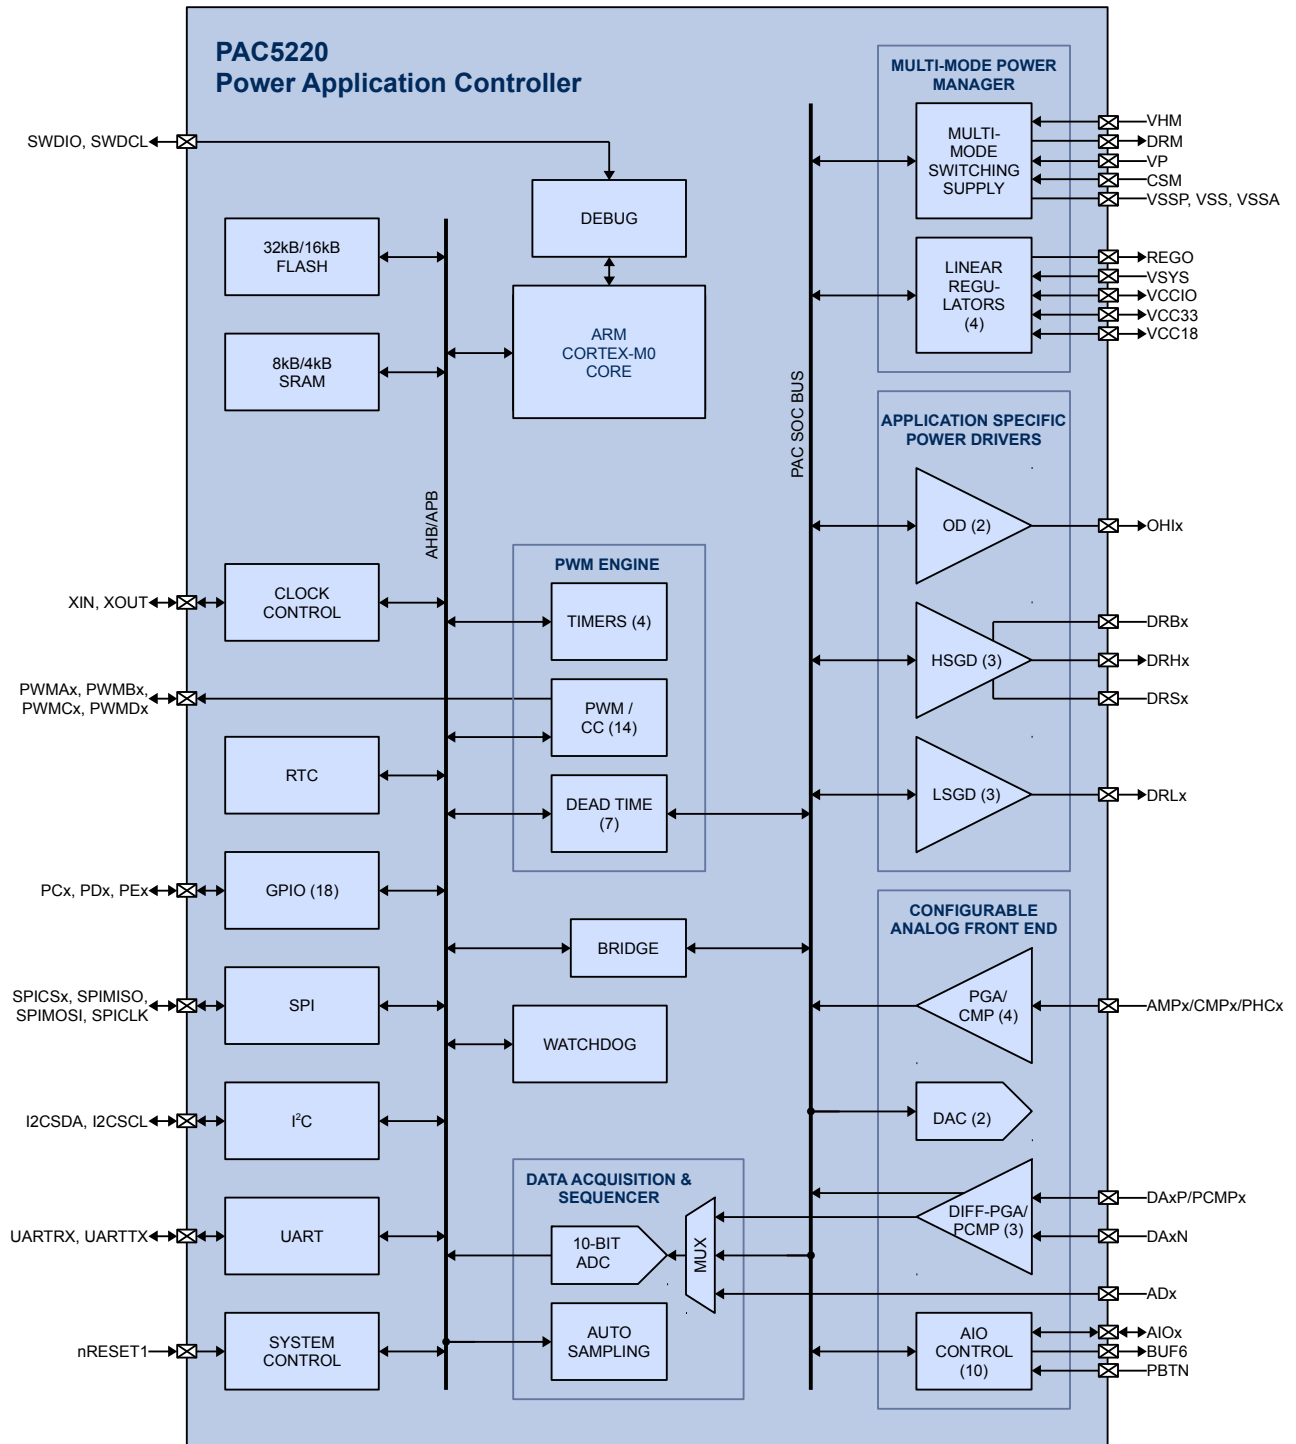 PAC5220
Power Application Controller
SWDIO, SWDCL
DEBUG
32kB/16kB
FLASH
ARM
CORTEX-M0
CORE
8kB/4kB
SRAM
AHB/APB
PAC SOC BUS
XIN, XOUT
CLOCK
CONTROL
PWM ENGINE
TIMERS (4)
PWMAx, PWMBx,
PWMCx, PWMDx
PWM /
CC (14)
RTC
DEAD TIME
(7)
PCx, PDx, PEx
GPIO (18)
BRIDGE
SPICSx, SPIMISO,
SPIMOSI, SPICLK
SPI
WATCHDOG
I2CSDA, I2CSCL
I²C
UARTRX, UARTTX
UART
DATA ACQUISITION &
SEQUENCER
10-BIT
ADC
MUX
AUTO
SAMPLING
nRESET1
SYSTEM
CONTROL
MULTI-MODE POWER
MANAGER
MULTI-
MODE
SWITCHING
SUPPLY
VHM
DRM
VP
CSM
VSSP, VSS, VSSA
LINEAR
REGU-
LATORS
(4)
REGO
VSYS
VCCIO
VCC33
VCC18
APPLICATION SPECIFIC
POWER DRIVERS
OD (2)
OHIx
HSGD (3)
DRBx
DRHx
DRSx
LSGD (3)
DRLx
CONFIGURABLE
ANALOG FRONT END
PGA/
CMP (4)
AMPx/CMPx/PHCx
DAC (2)
DIFF-PGA/
PCMP (3)
DAxP/PCMPx
DAxN
ADx
AIO
CONTROL
(10)
AIOx
BUF6
PBTN